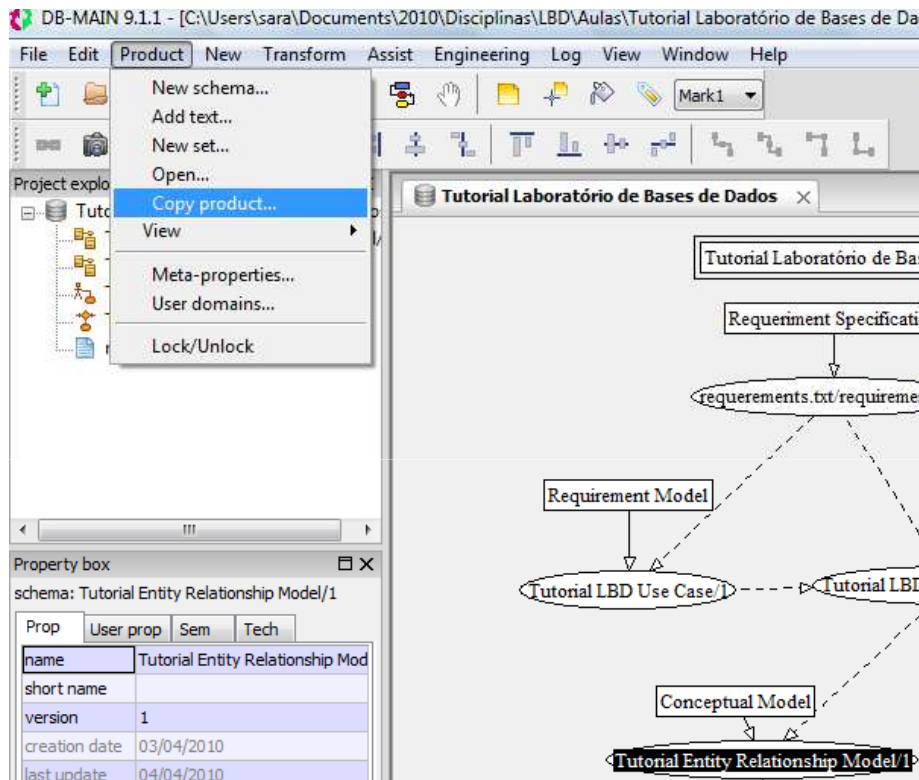 DB-MAIN 9.1.1 - [C:\Users\sara\Documents\2010\Disciplinas\LBD\Aulas\Tutorial Laboratório de Bases de Da
File Edit Product New Transform Assist Engineering Log View Window Help
New schema...
Add text...
New set...
Open...
Copy product...
View
Meta-properties...
User domains...
Lock/Unlock
Mark1
Project explo
Tuto
Tutorial Laboratório de Bases de Dados
Tutorial Laboratório de Ba
Requeriment Specificati
requerements.txt/requireme
Requirement Model
Tutorial LBD Use Case/1
Tutorial LBD
Conceptual Model
Tutorial Entity Relationship Model/1
Property box
schema: Tutorial Entity Relationship Model/1
Prop User prop Sem Tech
name Tutorial Entity Relationship Mod
short name
version 1
creation date 03/04/2010
last update 04/04/2010